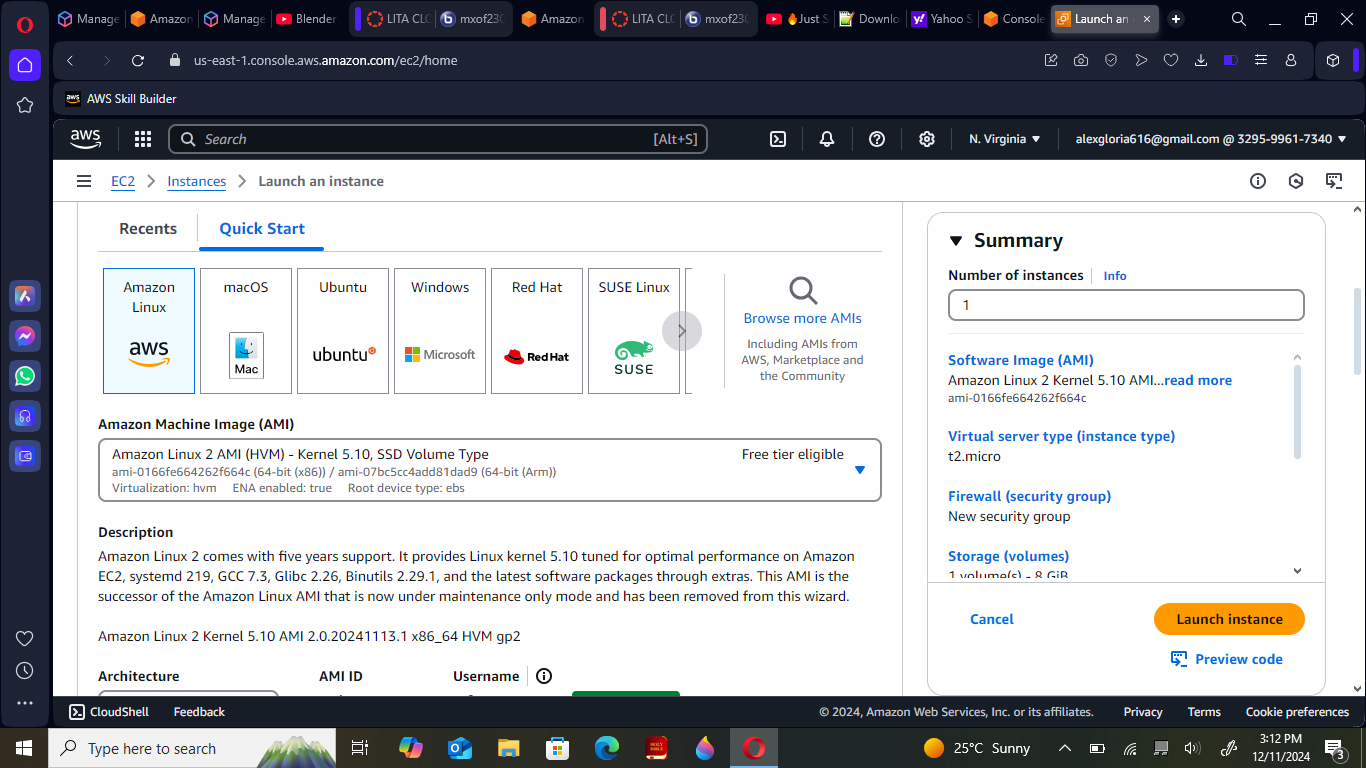 Manage
Amazon
Manage
Blender
LITA CLO
mxof230
Amazon
LITA CLO
mxof230
Just S
Downlo
Yahoo S
Console
Launch an
us-east-1.console.aws.amazon.com/ec2/home
aws AWS Skill Builder
aws
Search [Alt+S]
N. Virginia
alexgloria616@gmail.com @ 3295-9961-7340
EC2 > Instances > Launch an instance
Recents
Quick Start
Amazon Linux
aws
macOS
Mac
Ubuntu
ubuntu
Windows
Microsoft
Red Hat
Red Hat
SUSE Linux
SUSE
Browse more AMIs
Including AMIs from
AWS, Marketplace and
the Community
Amazon Machine Image (AMI)
Amazon Linux 2 AMI (HVM) - Kernel 5.10, SSD Volume Type
Free tier eligible
ami-0166fe664262f664c (64-bit (x86)) / ami-07bc5cc4add81dad9 (64-bit (Arm))
Virtualization: hvm ENA enabled: true Root device type: ebs
Description
Amazon Linux 2 comes with five years support. It provides Linux kernel 5.10 tuned for optimal performance on Amazon
EC2, systemd 219, GCC 7.3, Glibc 2.26, Binutils 2.29.1, and the latest software packages through extras. This AMI is the
successor of the Amazon Linux AMI that is now under maintenance only mode and has been removed from this wizard.
Amazon Linux 2 Kernel 5.10 AMI 2.0.20241113.1 x86_64 HVM gp2
Architecture
AMI ID
Username
Summary
Number of instances
Info
1
Software Image (AMI)
Amazon Linux 2 Kernel 5.10 AMI...read more
ami-0166fe664262f664c
Virtual server type (instance type)
t2.micro
Firewall (security group)
New security group
Storage (volumes)
1 volume(s) - 8 GiB
Cancel
Launch instance
Preview code
CloudShell
Feedback
© 2024, Amazon Web Services, Inc. or its affiliates.
Privacy
Terms
Cookie preferences
Type here to search
HOLY BIBLE
25°C Sunny
3:12 PM
12/11/2024
3